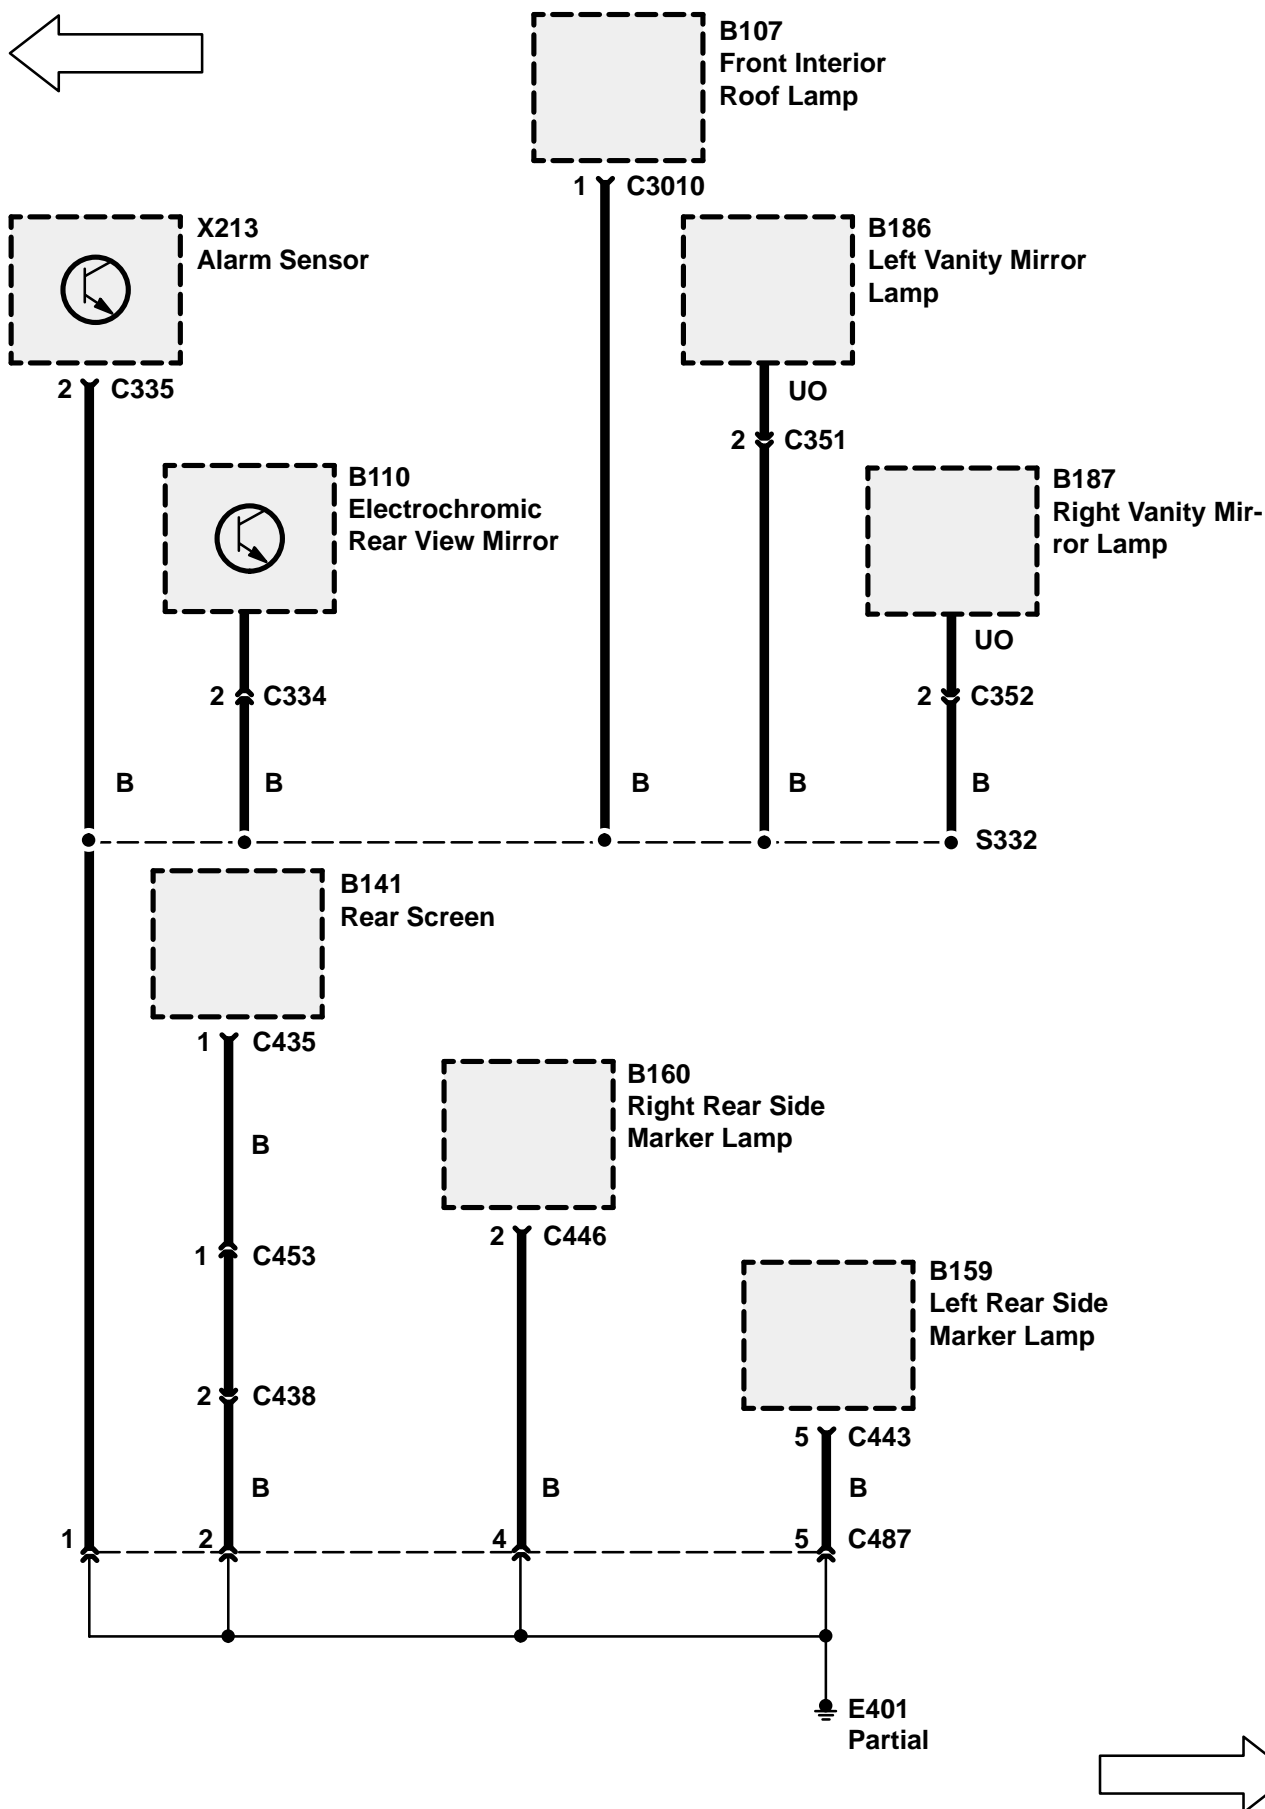 B107
Front Interior
Roof Lamp
1 C3010
X213
Alarm Sensor
B186
Left Vanity Mirror
Lamp
2 C335
UO
2 C351
B110
Electrochromic
Rear View Mirror
B187
Right Vanity Mir-
ror Lamp
UO
2 C334
2 C352
B B B B B
S332
B141
Rear Screen
1 C435
B160
Right Rear Side
Marker Lamp
B
2 C446
1 C453
B159
Left Rear Side
Marker Lamp
2 C438
5 C443
B B B
1 2 4 5 C487
E401
Partial